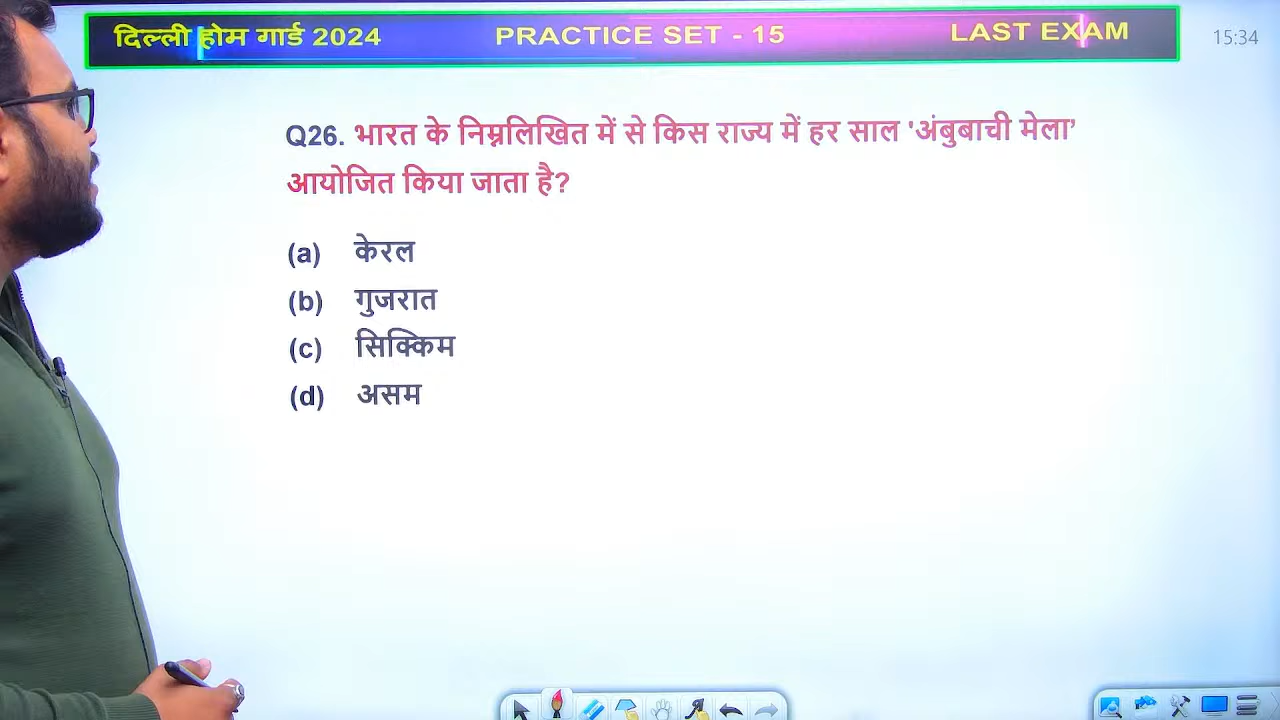 दिल्ली होम गार्ड 2024 PRACTICE SET - 15 LAST EXAM
15:34
Q26. भारत के निम्नलिखित में से किस राज्य में हर साल 'अंबुबाची मेला'
आयोजित किया जाता है?
(a) केरल
(b) गुजरात
(c) सिक्किम
(d) असम